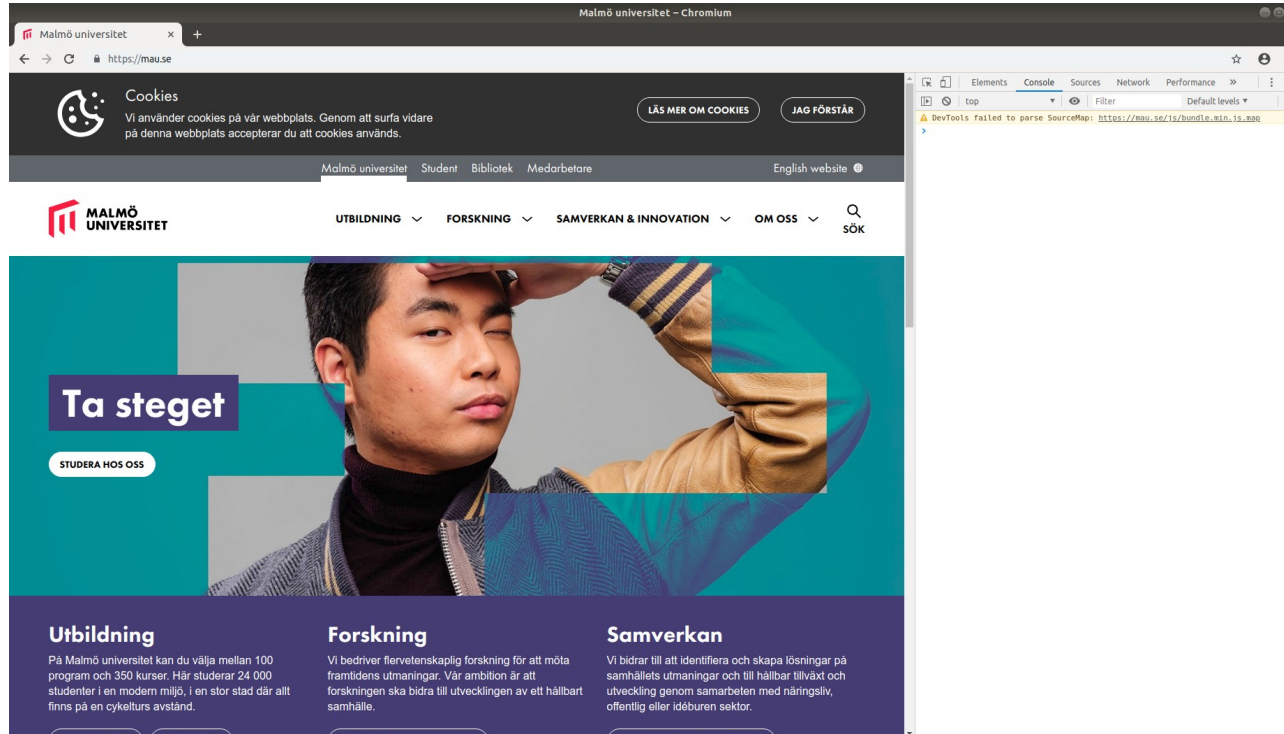 Malmö universitet – Chromium
Malmö universitet × +
https://mau.se
Cookies
Vi använder cookies på vår webbplats. Genom att surfa vidare
på denna webbplats accepterar du att cookies används.
LÄS MER OM COOKIES
JAG FÖRSTÅR
Malmö universitet Student Bibliotek Medarbetare English website
MALMÖ
UNIVERSITET
UTBILDNING FORSKNING SAMVERKAN & INNOVATION OM OSS
SÖK
Ta steget
STUDERA HOS OSS
Utbildning
På Malmö universitet kan du välja mellan 100
program och 350 kurser. Här studerar 24 000
studenter i en modern miljö, i en stor stad där allt
finns på en cykelturs avstånd.
Forskning
Vi bedriver flervetenskaplig forskning för att möta
framtidens utmaningar. Vår ambition är att
forskningen ska bidra till utvecklingen av ett hållbart
samhälle.
Samverkan
Vi bidrar till att identifiera och skapa lösningar på
samhällets utmaningar och till hållbar tillväxt och
utveckling genom samarbeten med näringsliv,
offentlig eller idéburen sektor.
Elements Console Sources Network Performance »
top Filter Default levels
DevTools failed to parse SourceMap: https://mau.se/js/bundle.min.js.map